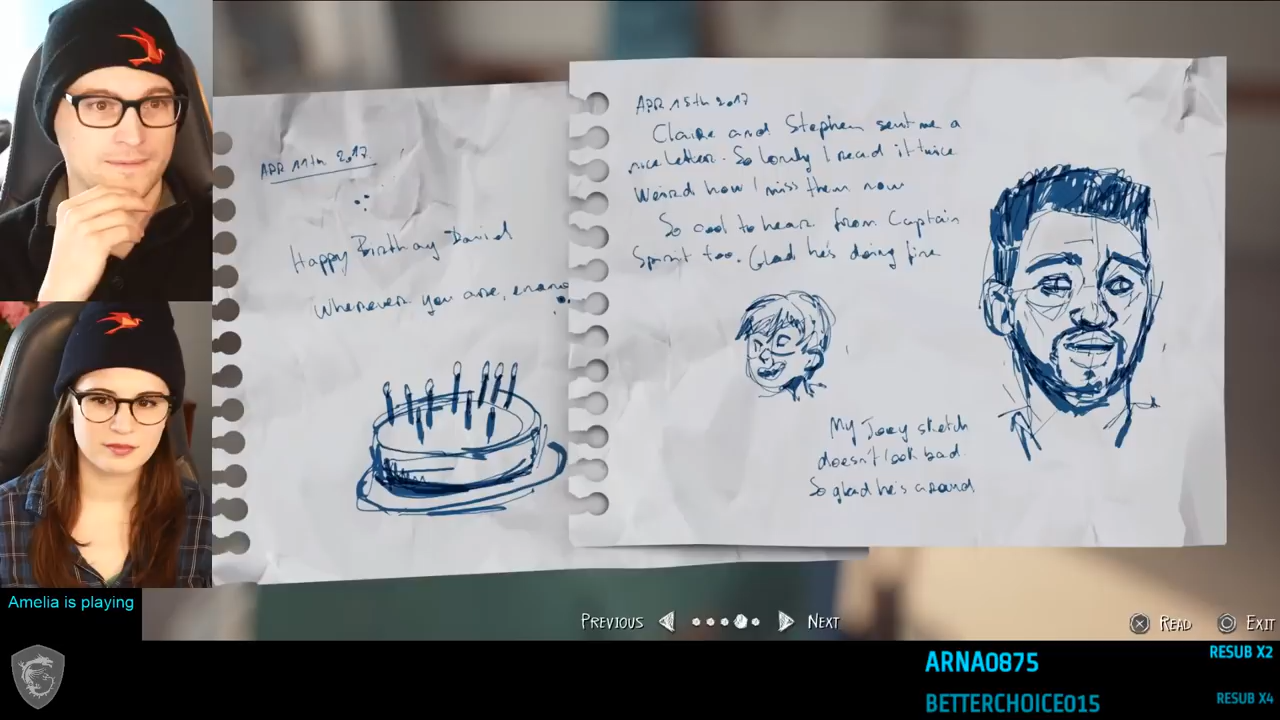 APR 11th 2017
Happy Birthday David
Wherever you are,
APR 15th 2017
Claire and Stephen sent me a
nice letter. So lonely I read it twice
Weird how I miss them now
So cool to hear from Captain
Spirit too. Glad he's doing fine
My Joey sketch
doesn't look bad
So glad he's around
Amelia is playing
PREVIOUS
NEXT
READ
EXIT
ARNA0875
RESUB X2
BETTERCHOICE015
RESUB X4